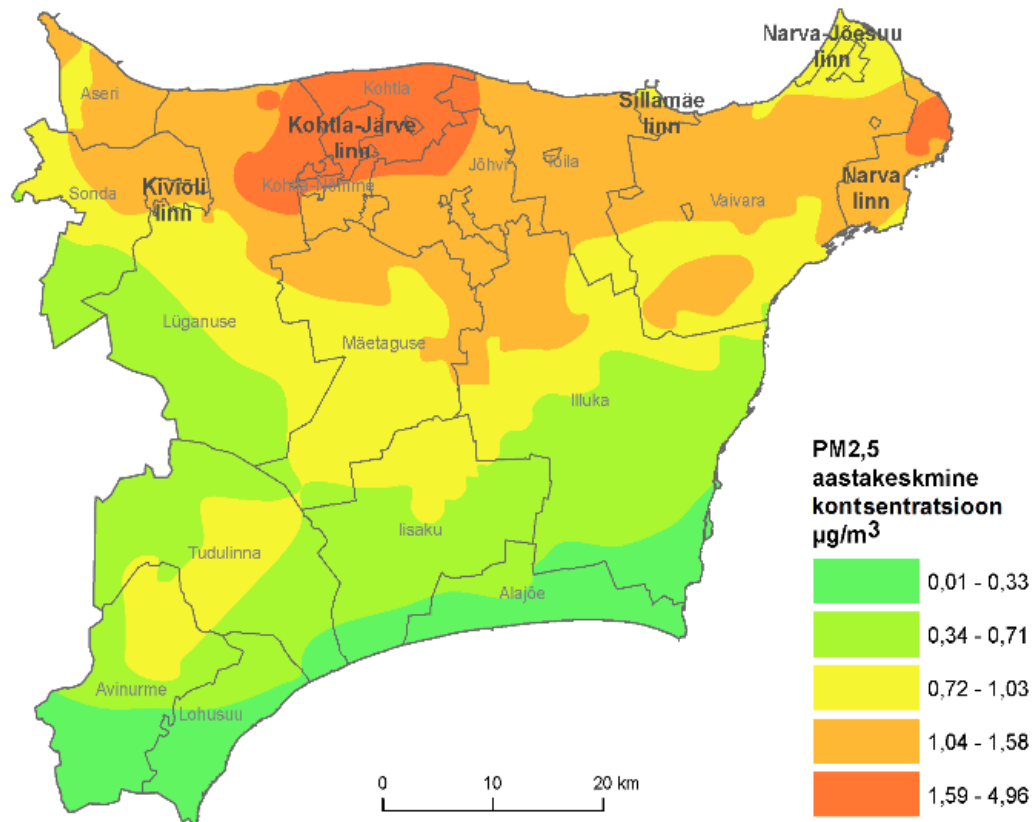 Narva-Jõesuu
linn
Kohtla
Aseri
Sillamäe
linn
Kohtla-Järve
linn
Jõhvi
Toila
Kohtla-Nõmme
Kiviõli
linn
Sonda
Narva
linn
Vaivara
Lüganuse
Mäetaguse
Illuka
Iisaku
Tudulinna
Alajõe
Avinurme
Lohusuu
0 10 20 km
PM2,5
aastakeskmine
kontsentratsioon
µg/m³
0,01 - 0,33
0,34 - 0,71
0,72 - 1,03
1,04 - 1,58
1,59 - 4,96